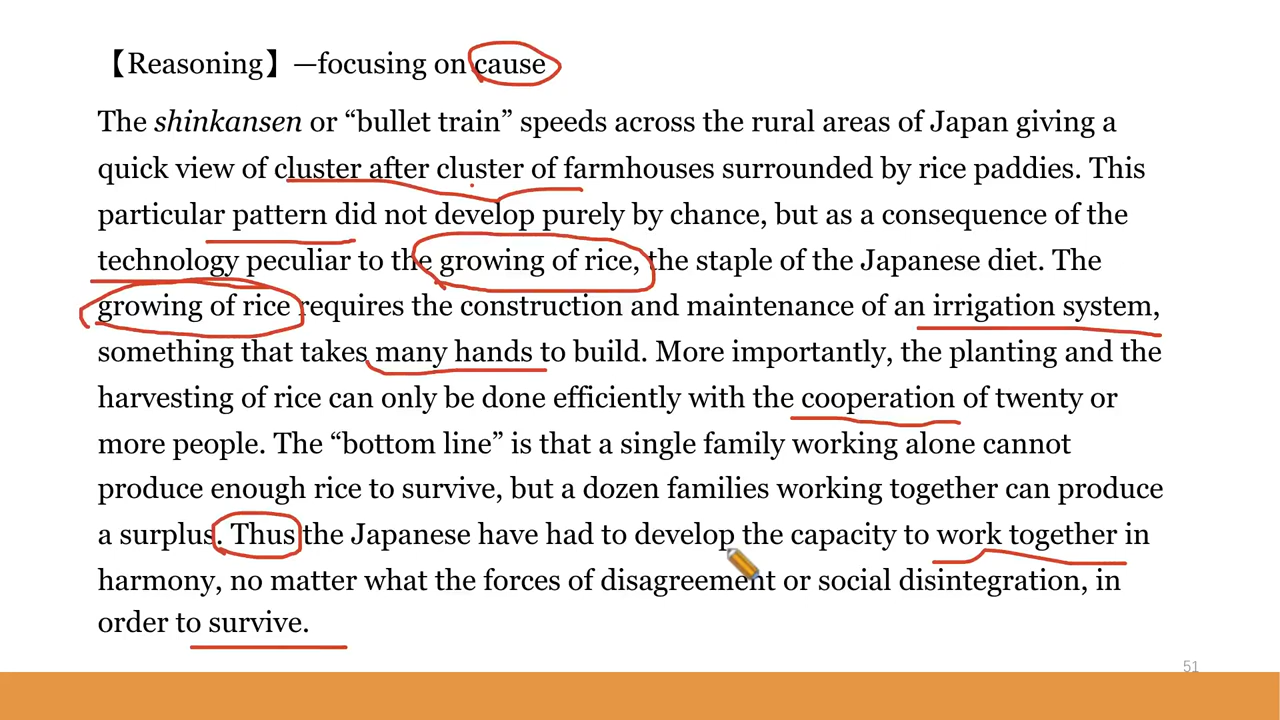 【Reasoning】—focusing on cause
The shinkansen or “bullet train” speeds across the rural areas of Japan giving a
quick view of cluster after cluster of farmhouses surrounded by rice paddies. This
particular pattern did not develop purely by chance, but as a consequence of the
technology peculiar to the growing of rice, the staple of the Japanese diet. The
growing of rice requires the construction and maintenance of an irrigation system,
something that takes many hands to build. More importantly, the planting and the
harvesting of rice can only be done efficiently with the cooperation of twenty or
more people. The “bottom line” is that a single family working alone cannot
produce enough rice to survive, but a dozen families working together can produce
a surplus. Thus the Japanese have had to develop the capacity to work together in
harmony, no matter what the forces of disagreement or social disintegration, in
order to survive.
51